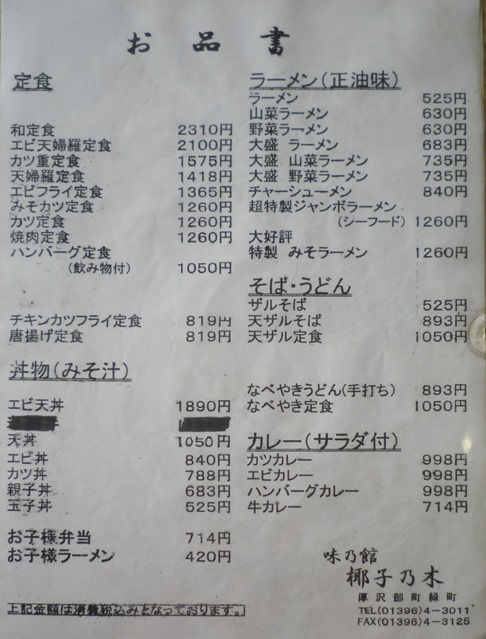 お品書
定食
和定食 2310円
エビ天婦羅定食 2100円
カツ重定食 1575円
天婦羅定食 1418円
エビフライ定食 1365円
みそカツ定食 1260円
カツ定食 1260円
焼肉定食 1260円
ハンバーグ定食
(飲み物付) 1050円
チキンカツフライ定食 819円
唐揚げ定食 819円
丼物(みそ汁)
エビ天丼 1890円
天丼 1050円
エビ丼 840円
カツ丼 788円
親子丼 683円
玉子丼 525円
お子様弁当 714円
お子様ラーメン 420円
上記金額は消費税込みとなっております。
ラーメン(正油味)
ラーメン 525円
山菜ラーメン 630円
野菜ラーメン 630円
大盛 ラーメン 683円
大盛 山菜ラーメン 735円
大盛 野菜ラーメン 735円
チャーシューメン 840円
超特製ジャンボラーメン
(シーフード) 1260円
大好評
特製 みそラーメン 1260円
そば・うどん
ザルそば 525円
天ザルそば 893円
天ザル定食 1050円
なべやきうどん(手打ち) 893円
なべやき定食 1050円
カレー(サラダ付)
カツカレー 998円
エビカレー 998円
ハンバーグカレー 998円
牛カレー 714円
味乃館
椰子乃木
厚沢部町緑町
TEL(01396)4-3011
FAX(01396)4-3125